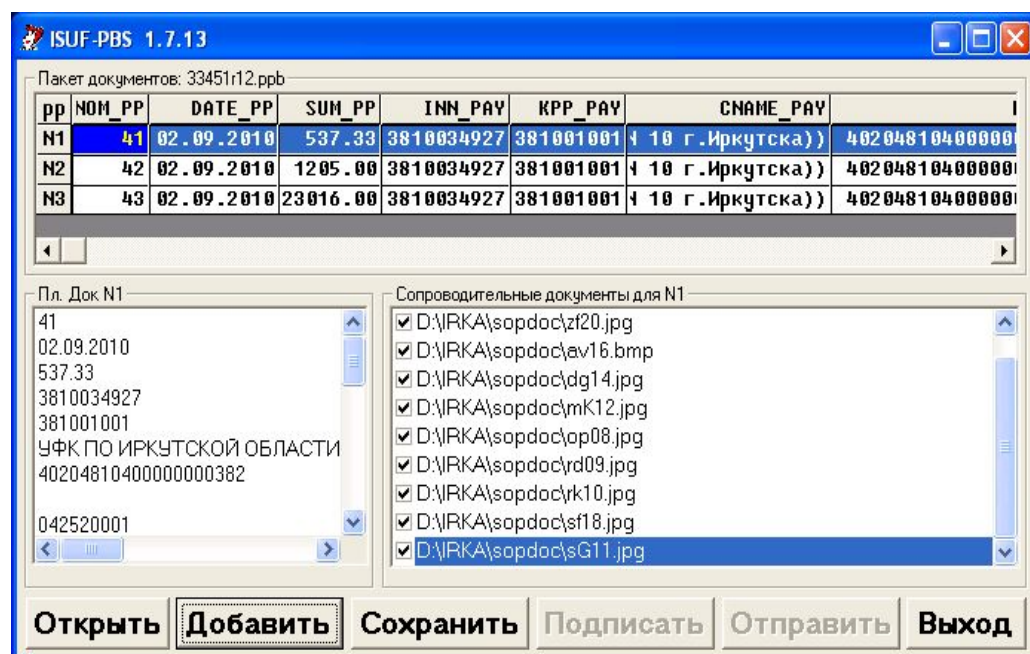 ISUF-PBS 1.7.13
Пакет документов: 33451r12.ppb
pp NOM_PP DATE_PP SUM_PP INN_PAY KPP_PAY CNAME_PAY
N1 41 02.09.2010 537.33 3810034927 381001001 10 г.Иркутска)) 40204810400000
N2 42 02.09.2010 1205.00 3810034927 381001001 10 г.Иркутска)) 40204810400000
N3 43 02.09.2010 23016.00 3810034927 381001001 10 г.Иркутска)) 40204810400000
Пл. Док N1
41
02.09.2010
537.33
3810034927
381001001
УФК ПО ИРКУТСКОЙ ОБЛАСТИ
40204810400000000382
042520001
Сопроводительные документы для N1
D:\IRKA\sopdoc\zf20.jpg
D:\IRKA\sopdoc\av16.bmp
D:\IRKA\sopdoc\dg14.jpg
D:\IRKA\sopdoc\mK12.jpg
D:\IRKA\sopdoc\op08.jpg
D:\IRKA\sopdoc\rd09.jpg
D:\IRKA\sopdoc\rk10.jpg
D:\IRKA\sopdoc\sf18.jpg
D:\IRKA\sopdoc\sG11.jpg
Открыть Добавить Сохранить Подписать Отправить Выход